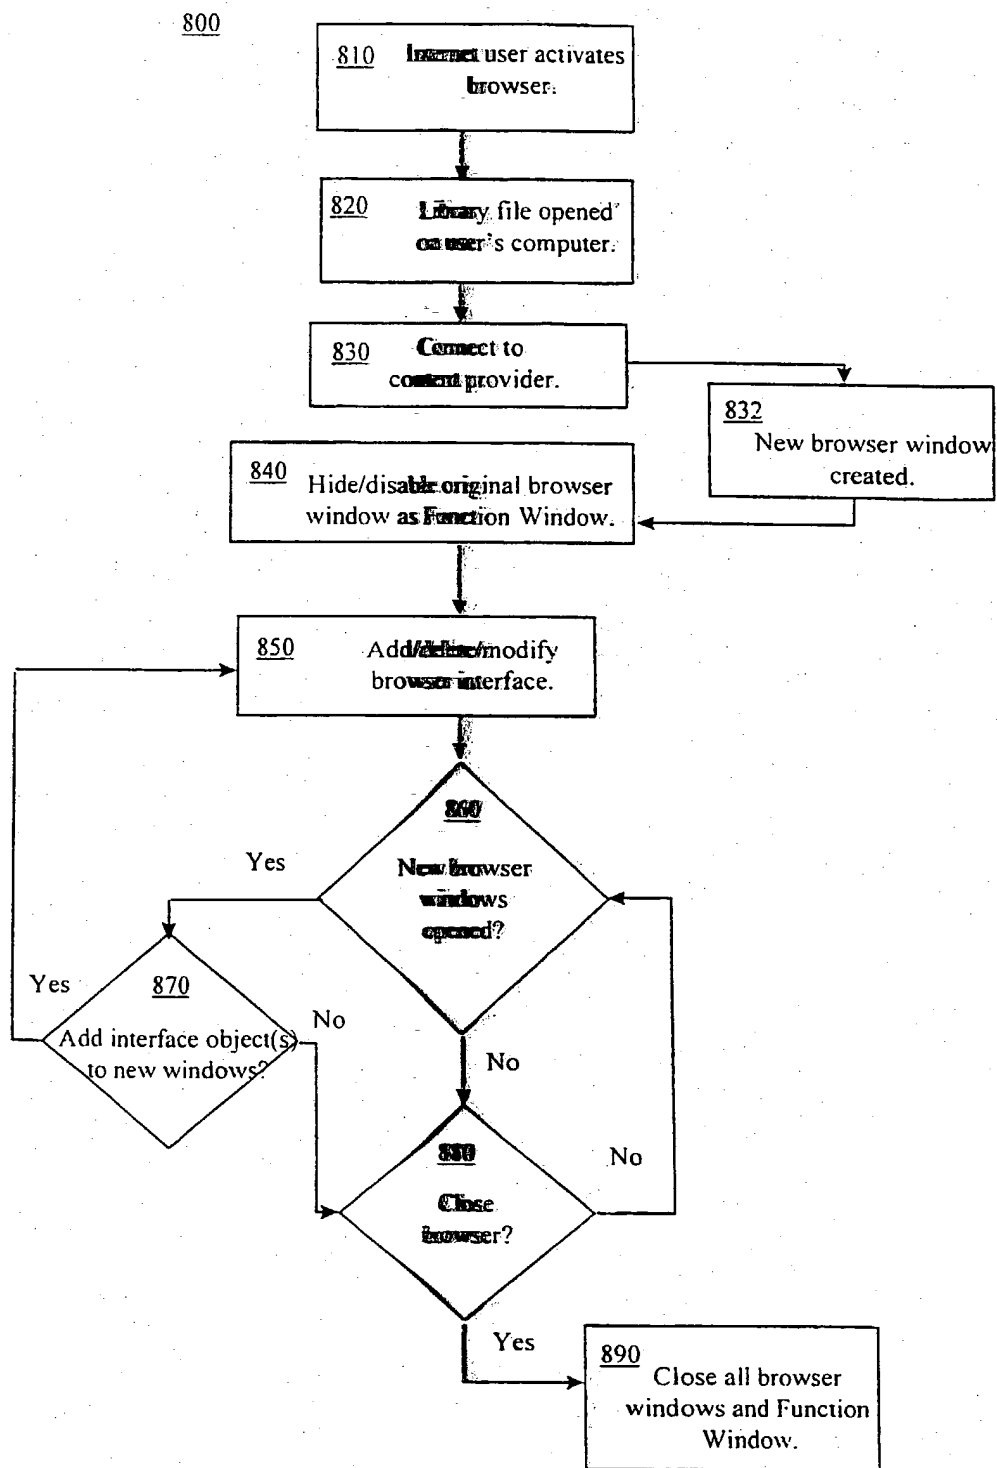 800
810 Internet user activates
browser.
820 Library file opened
on user's computer.
830 Connect to
content provider.
832
New browser window
created.
840 Hide/disable original browser
window as Function Window.
850 Add/delete/modify
browser interface.
860
New browser
windows
opened?
Yes
No
870
Add interface object(s)
to new windows?
Yes
No
880
Close
browser?
No
Yes
890
Close all browser
windows and Function
Window.